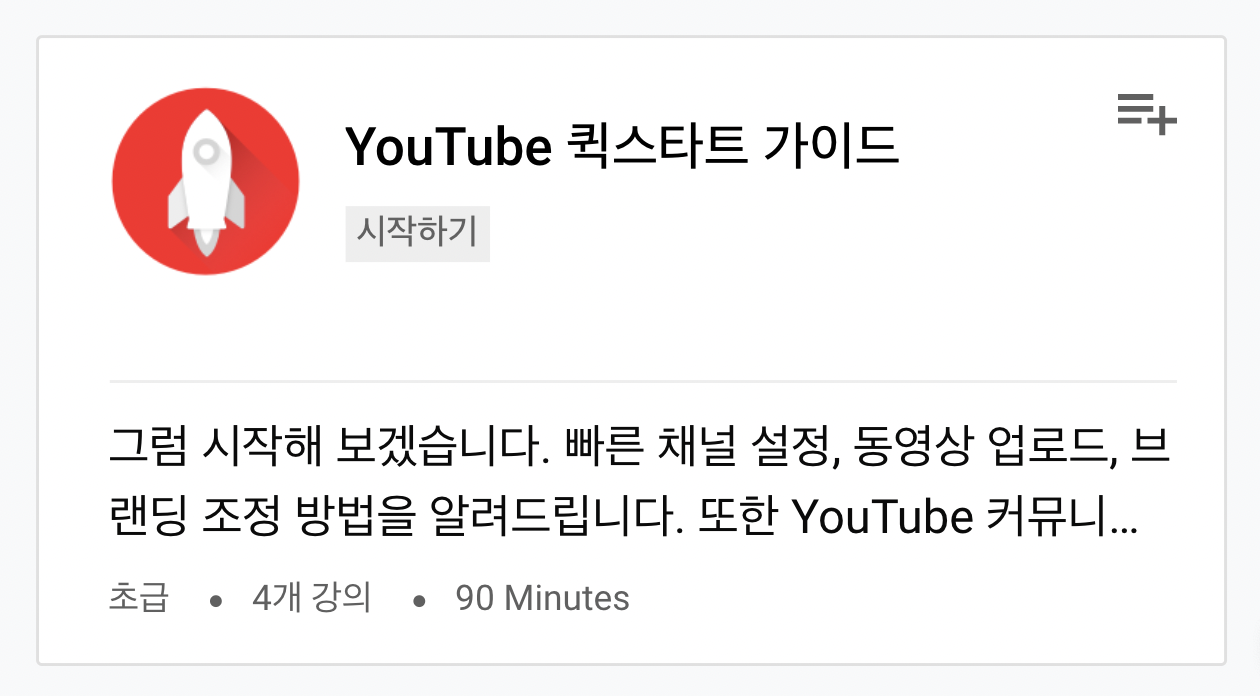 YouTube 퀵스타트 가이드
시작하기
그럼 시작해 보겠습니다. 빠른 채널 설정, 동영상 업로드, 브
랜딩 조정 방법을 알려드립니다. 또한 YouTube 커뮤니...
초급 • 4개 강의 • 90 Minutes